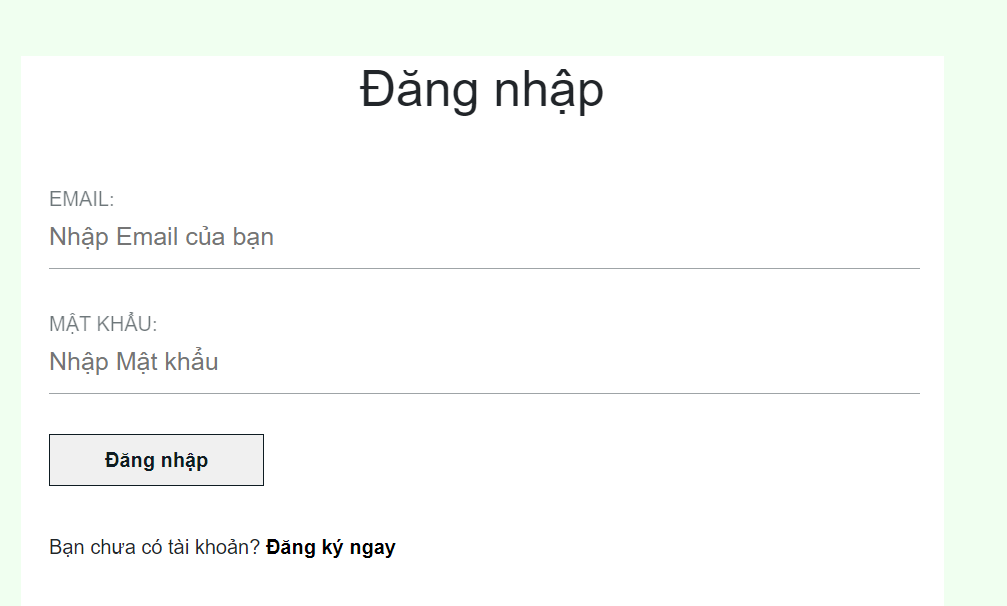 Đăng nhập
EMAIL:
Nhập Email của bạn
MẬT KHẨU:
Nhập Mật khẩu
Đăng nhập
Bạn chưa có tài khoản? Đăng ký ngay